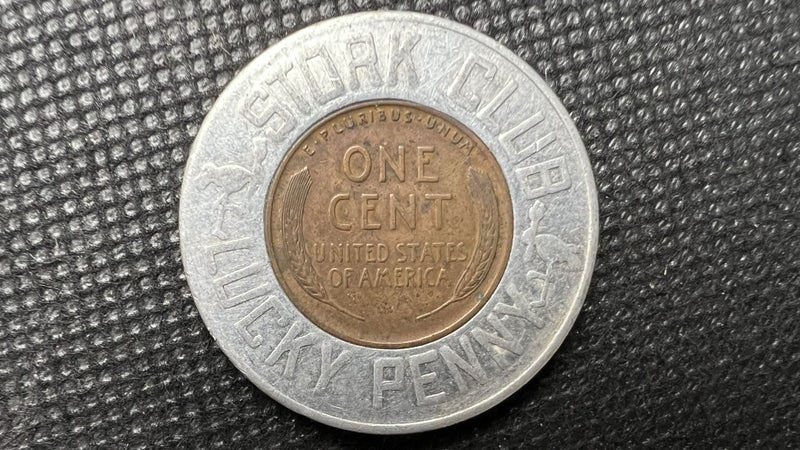 STORK CLUB
E·PLURIBUS·UNUM
ONE
CENT
UNITED STATES
OF AMERICA
LUCKY PENNY